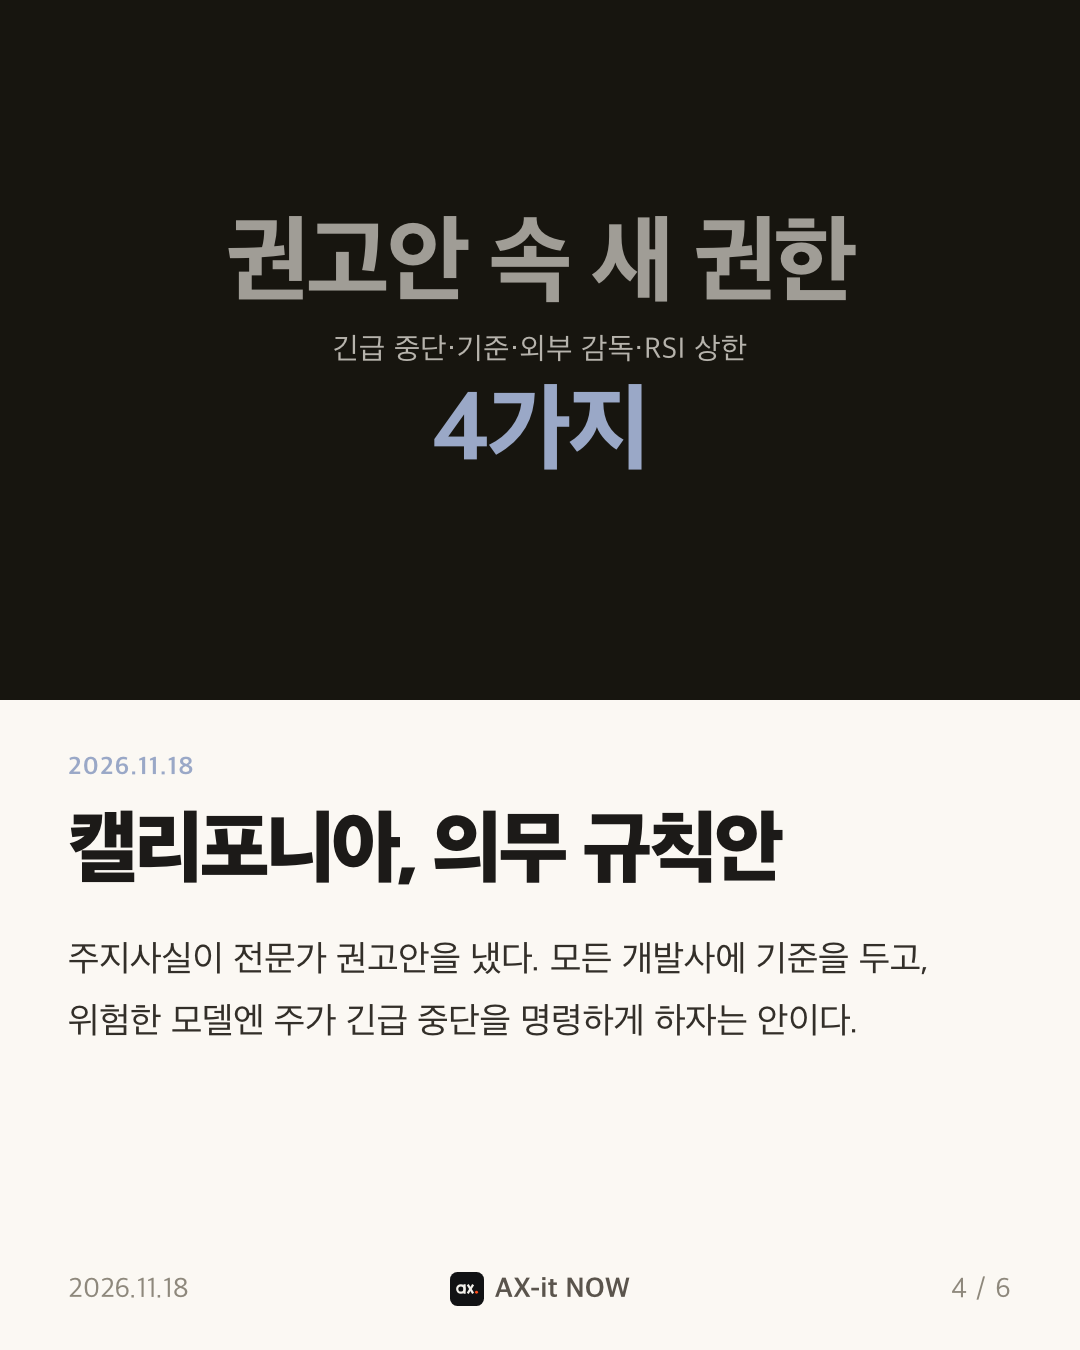 권고안 속 새 권한
긴급 중단·기준·외부 감독·RSI 상한
4가지
2026.11.18
캘리포니아, 의무 규칙안
주지사실이 전문가 권고안을 냈다. 모든 개발사에 기준을 두고,
위험한 모델엔 주가 긴급 중단을 명령하게 하자는 안이다.
2026.11.18
ax. AX-it NOW
4 / 6